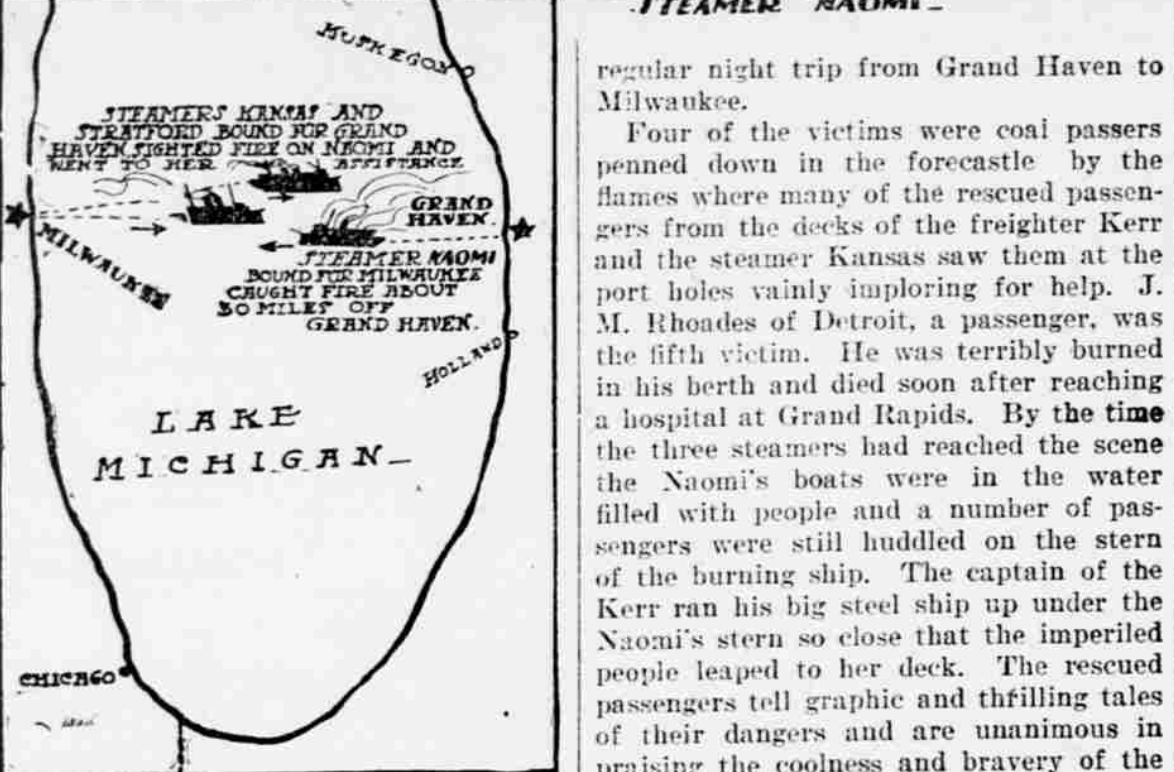 MUSKEGON
STEAMERS KANSAS AND
STRATFORD BOUND FOR GRAND
HAVEN SIGHTED FIRE ON NAOMI AND
WENT TO HER ASSISTANCE
GRAND
HAVEN.
MILWAUKEE
STEAMER NAOMI
BOUND FOR MILWAUKEE
CAUGHT FIRE ABOUT
30 MILES OFF
GRAND HAVEN.
HOLLAND
LAKE
MICHIGAN-
CHICAGO
STEAMER NAOMI-
regular night trip from Grand Haven to
Milwaukee.
Four of the victims were coal passers
penned down in the forecastle by the
flames where many of the rescued passen-
gers from the decks of the freighter Kerr
and the steamer Kansas saw them at the
port holes vainly imploring for help. J.
M. Rhoades of Detroit, a passenger, was
the fifth victim. He was terribly burned
in his berth and died soon after reaching
a hospital at Grand Rapids. By the time
the three steamers had reached the scene
the Naomi's boats were in the water
filled with people and a number of pas-
sengers were still huddled on the stern
of the burning ship. The captain of the
Kerr ran his big steel ship up under the
Naomi's stern so close that the imperiled
people leaped to her deck. The rescued
passengers tell graphic and thrilling tales
of their dangers and are unanimous in
praising the coolness and bravery of the